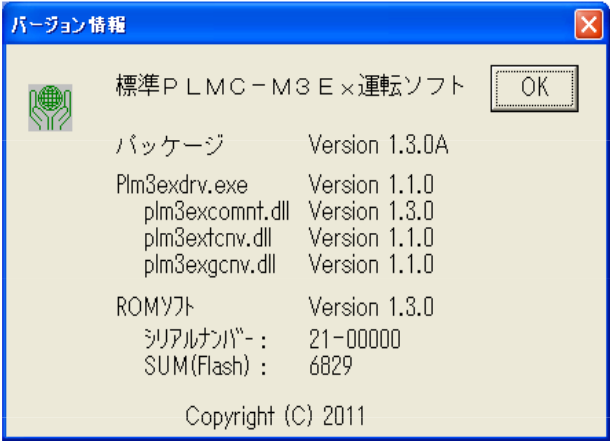 バージョン情報
標準ＰＬＭＣ－Ｍ３Ｅｘ運転ソフト OK
パッケージ Version 1.3.0A
Plm3exdrv.exe Version 1.1.0
plm3excomnt.dll Version 1.3.0
plm3extcnv.dll Version 1.1.0
plm3exgcnv.dll Version 1.1.0
ROMｿﾌﾄ Version 1.3.0
ｼﾘｱﾙﾅﾝﾊﾞｰ : 21-00000
SUM(Flash) : 6829
Copyright (C) 2011